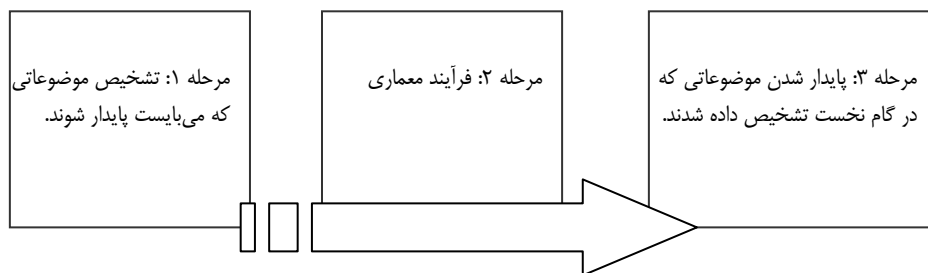 مرحله ۱: تشخیص موضوعاتی
که می‌بایست پایدار شوند.
مرحله ۲: فرآیند معماری
مرحله ۳: پایدار شدن موضوعاتی که
در گام نخست تشخیص داده شدند.